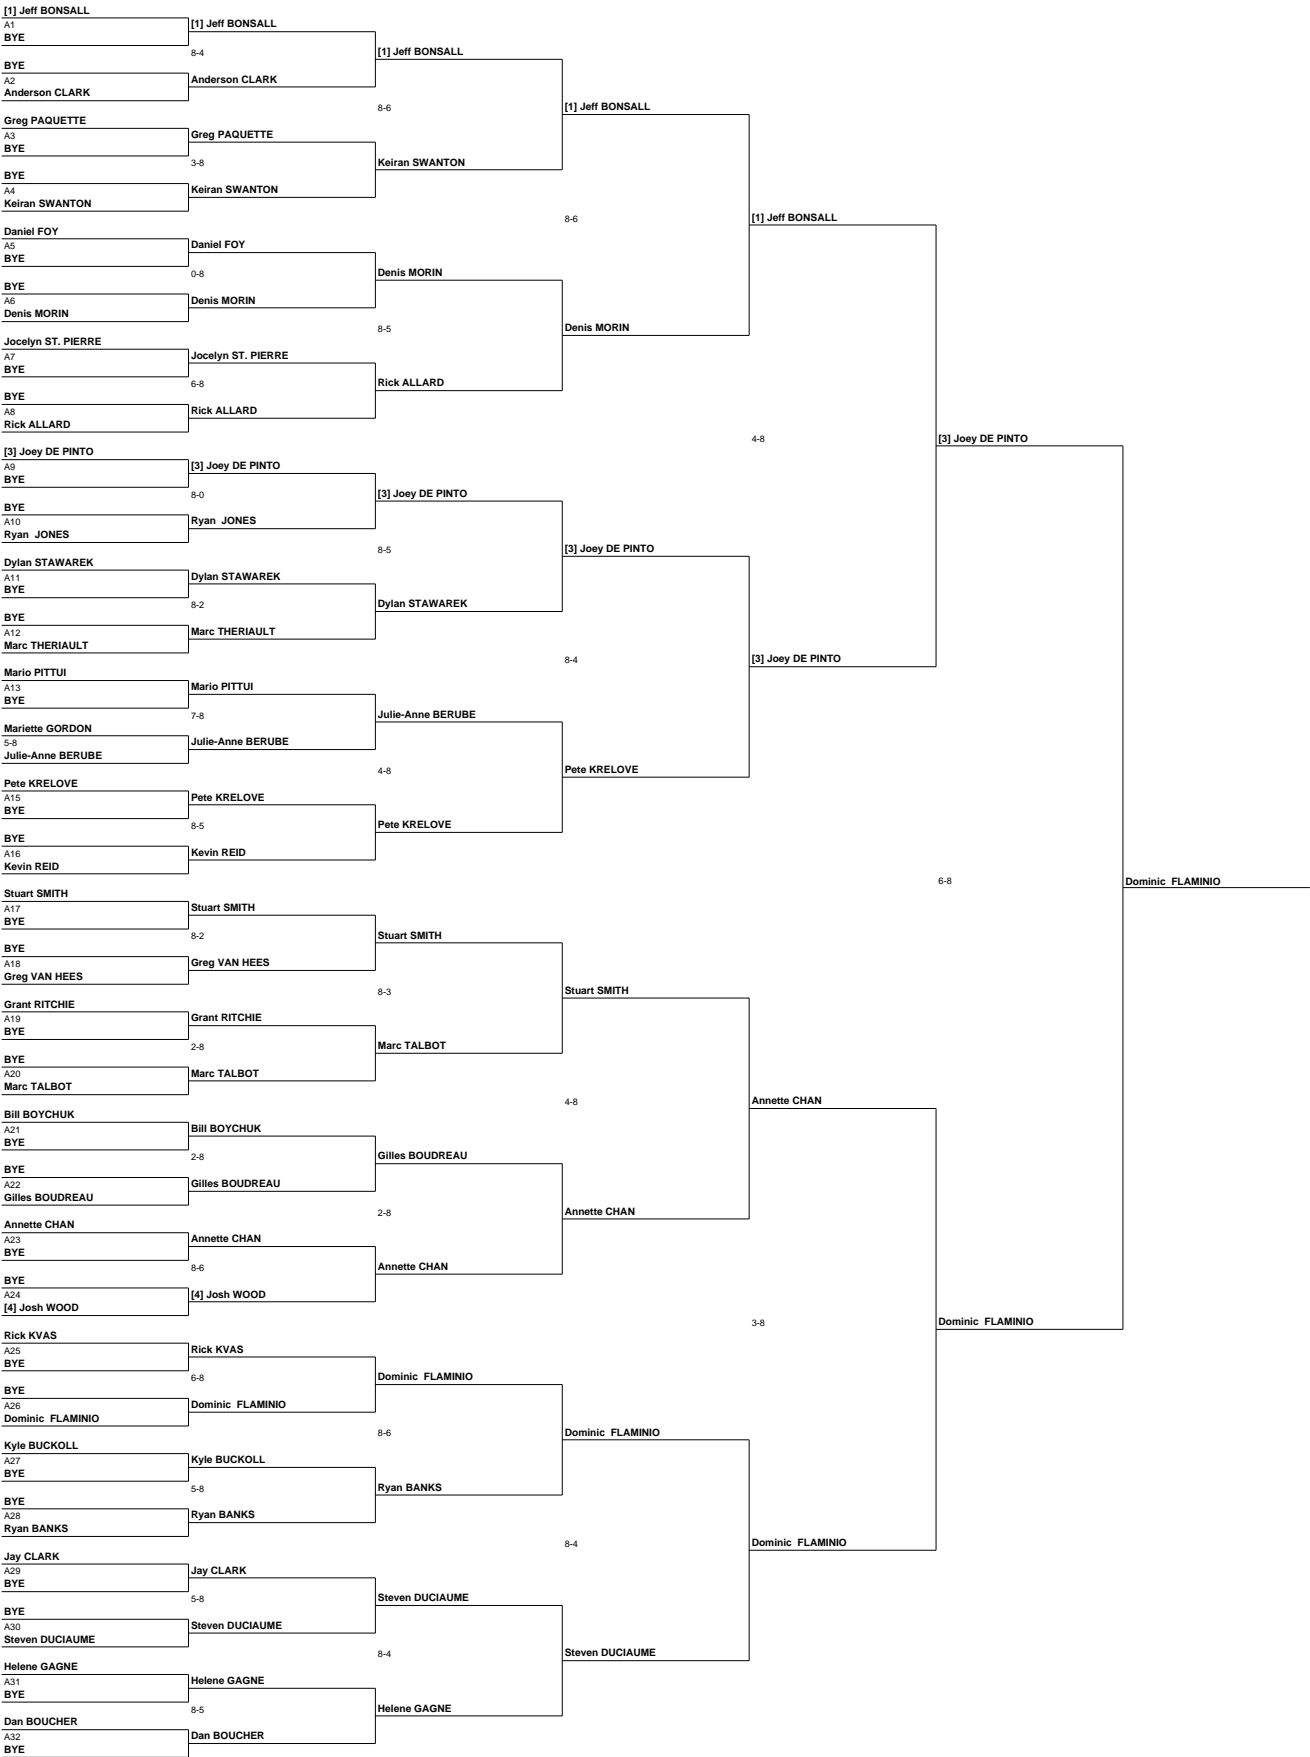 [1] Jeff BONSALL
A1
BYE
BYE
A2
Anderson CLARK
Greg PAQUETTE
A3
BYE
BYE
A4
Keiran SWANTON
Daniel FOY
A5
BYE
BYE
A6
Denis MORIN
Jocelyn ST. PIERRE
A7
BYE
BYE
A8
Rick ALLARD
[3] Joey DE PINTO
A9
BYE
BYE
A10
Ryan JONES
Dylan STAWAREK
A11
BYE
BYE
A12
Marc THERIAULT
Mario PITTUI
A13
BYE
Mariette GORDON
5-8
Julie-Anne BERUBE
Pete KRELOVE
A15
BYE
BYE
A16
Kevin REID
Stuart SMITH
A17
BYE
BYE
A18
Greg VAN HEES
Grant RITCHIE
A19
BYE
BYE
A20
Marc TALBOT
Bill BOYCHUK
A21
BYE
BYE
A22
Gilles BOUDREAU
Annette CHAN
A23
BYE
BYE
A24
[4] Josh WOOD
Rick KVAS
A25
BYE
BYE
A26
Dominic FLAMINIO
Kyle BUCKOLL
A27
BYE
BYE
A28
Ryan BANKS
Jay CLARK
A29
BYE
BYE
A30
Steven DUCIAUME
Helene GAGNE
A31
BYE
Dan BOUCHER
A32
BYE
[1] Jeff BONSALL
8-4
Anderson CLARK
Greg PAQUETTE
3-8
Keiran SWANTON
Daniel FOY
0-8
Denis MORIN
Jocelyn ST. PIERRE
6-8
Rick ALLARD
[3] Joey DE PINTO
8-0
Ryan JONES
Dylan STAWAREK
8-2
Marc THERIAULT
Mario PITTUI
7-8
Julie-Anne BERUBE
Pete KRELOVE
8-5
Kevin REID
Stuart SMITH
8-2
Greg VAN HEES
Grant RITCHIE
2-8
Marc TALBOT
Bill BOYCHUK
2-8
Gilles BOUDREAU
Annette CHAN
8-6
[4] Josh WOOD
Rick KVAS
6-8
Dominic FLAMINIO
Kyle BUCKOLL
5-8
Ryan BANKS
Jay CLARK
5-8
Steven DUCIAUME
Helene GAGNE
8-5
Dan BOUCHER
[1] Jeff BONSALL
8-6
Keiran SWANTON
Denis MORIN
8-5
Rick ALLARD
[3] Joey DE PINTO
8-5
Dylan STAWAREK
Julie-Anne BERUBE
4-8
Pete KRELOVE
Stuart SMITH
8-3
Marc TALBOT
Gilles BOUDREAU
2-8
Annette CHAN
Dominic FLAMINIO
8-6
Ryan BANKS
Steven DUCIAUME
8-4
Helene GAGNE
[1] Jeff BONSALL
8-6
Denis MORIN
[3] Joey DE PINTO
8-4
Pete KRELOVE
Stuart SMITH
4-8
Annette CHAN
Dominic FLAMINIO
8-4
Steven DUCIAUME
[1] Jeff BONSALL
4-8
[3] Joey DE PINTO
Annette CHAN
3-8
Dominic FLAMINIO
[3] Joey DE PINTO
6-8
Dominic FLAMINIO
Dominic FLAMINIO